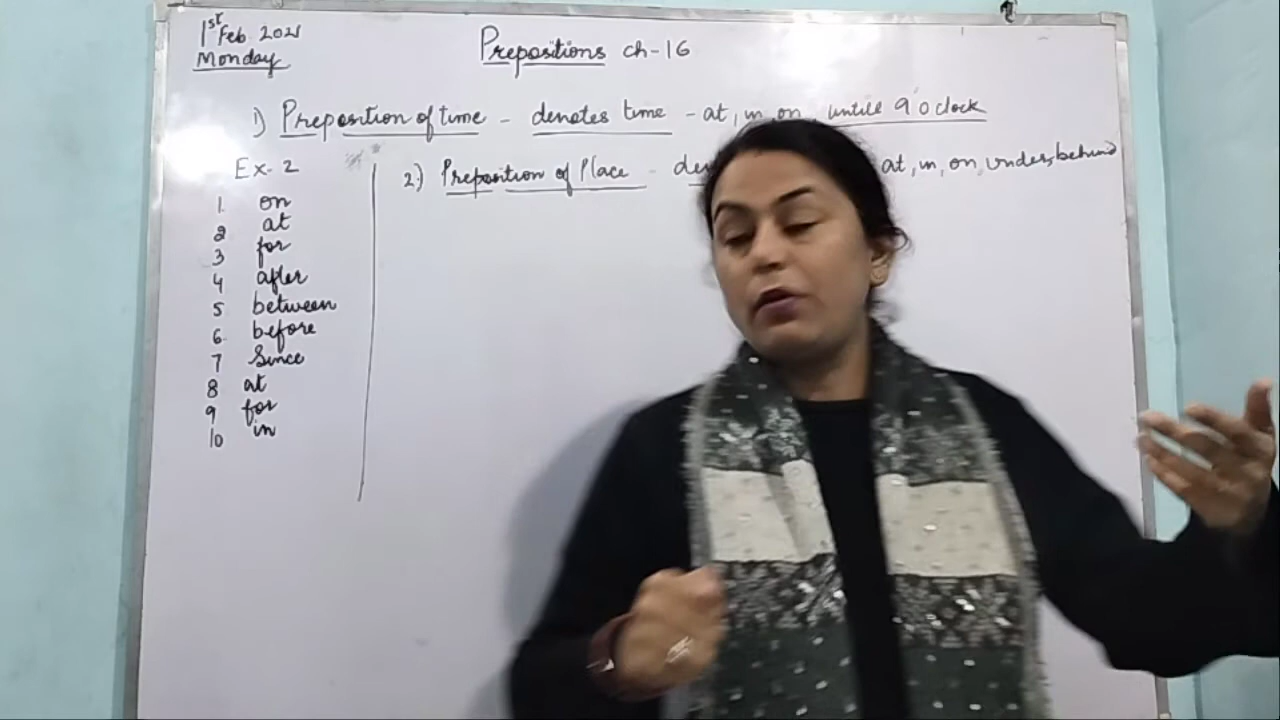 1st Feb 2021
Monday
Prepositions ch-16
1) Preposition of time - denotes time - at, in, on, untill 9 'o clock
2.) Preposition of Place - at, in, on, under, behind
Ex-2
1. on
2 at
3 for
4 after
5 between
6. before
7 Since
8 at
9 for
10 in